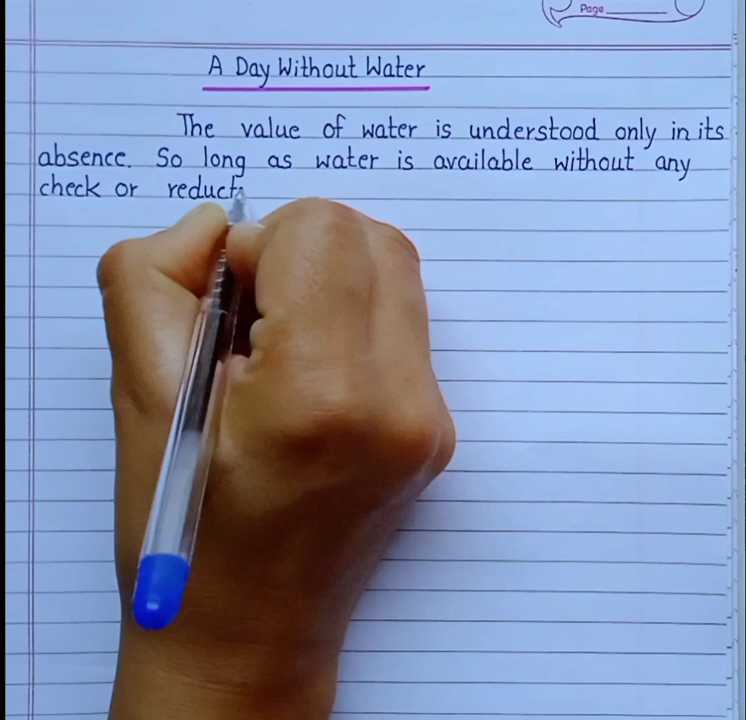 Page
A Day Without Water
The value of water is understood only in its
absence. So long as water is available without any
check or reduct